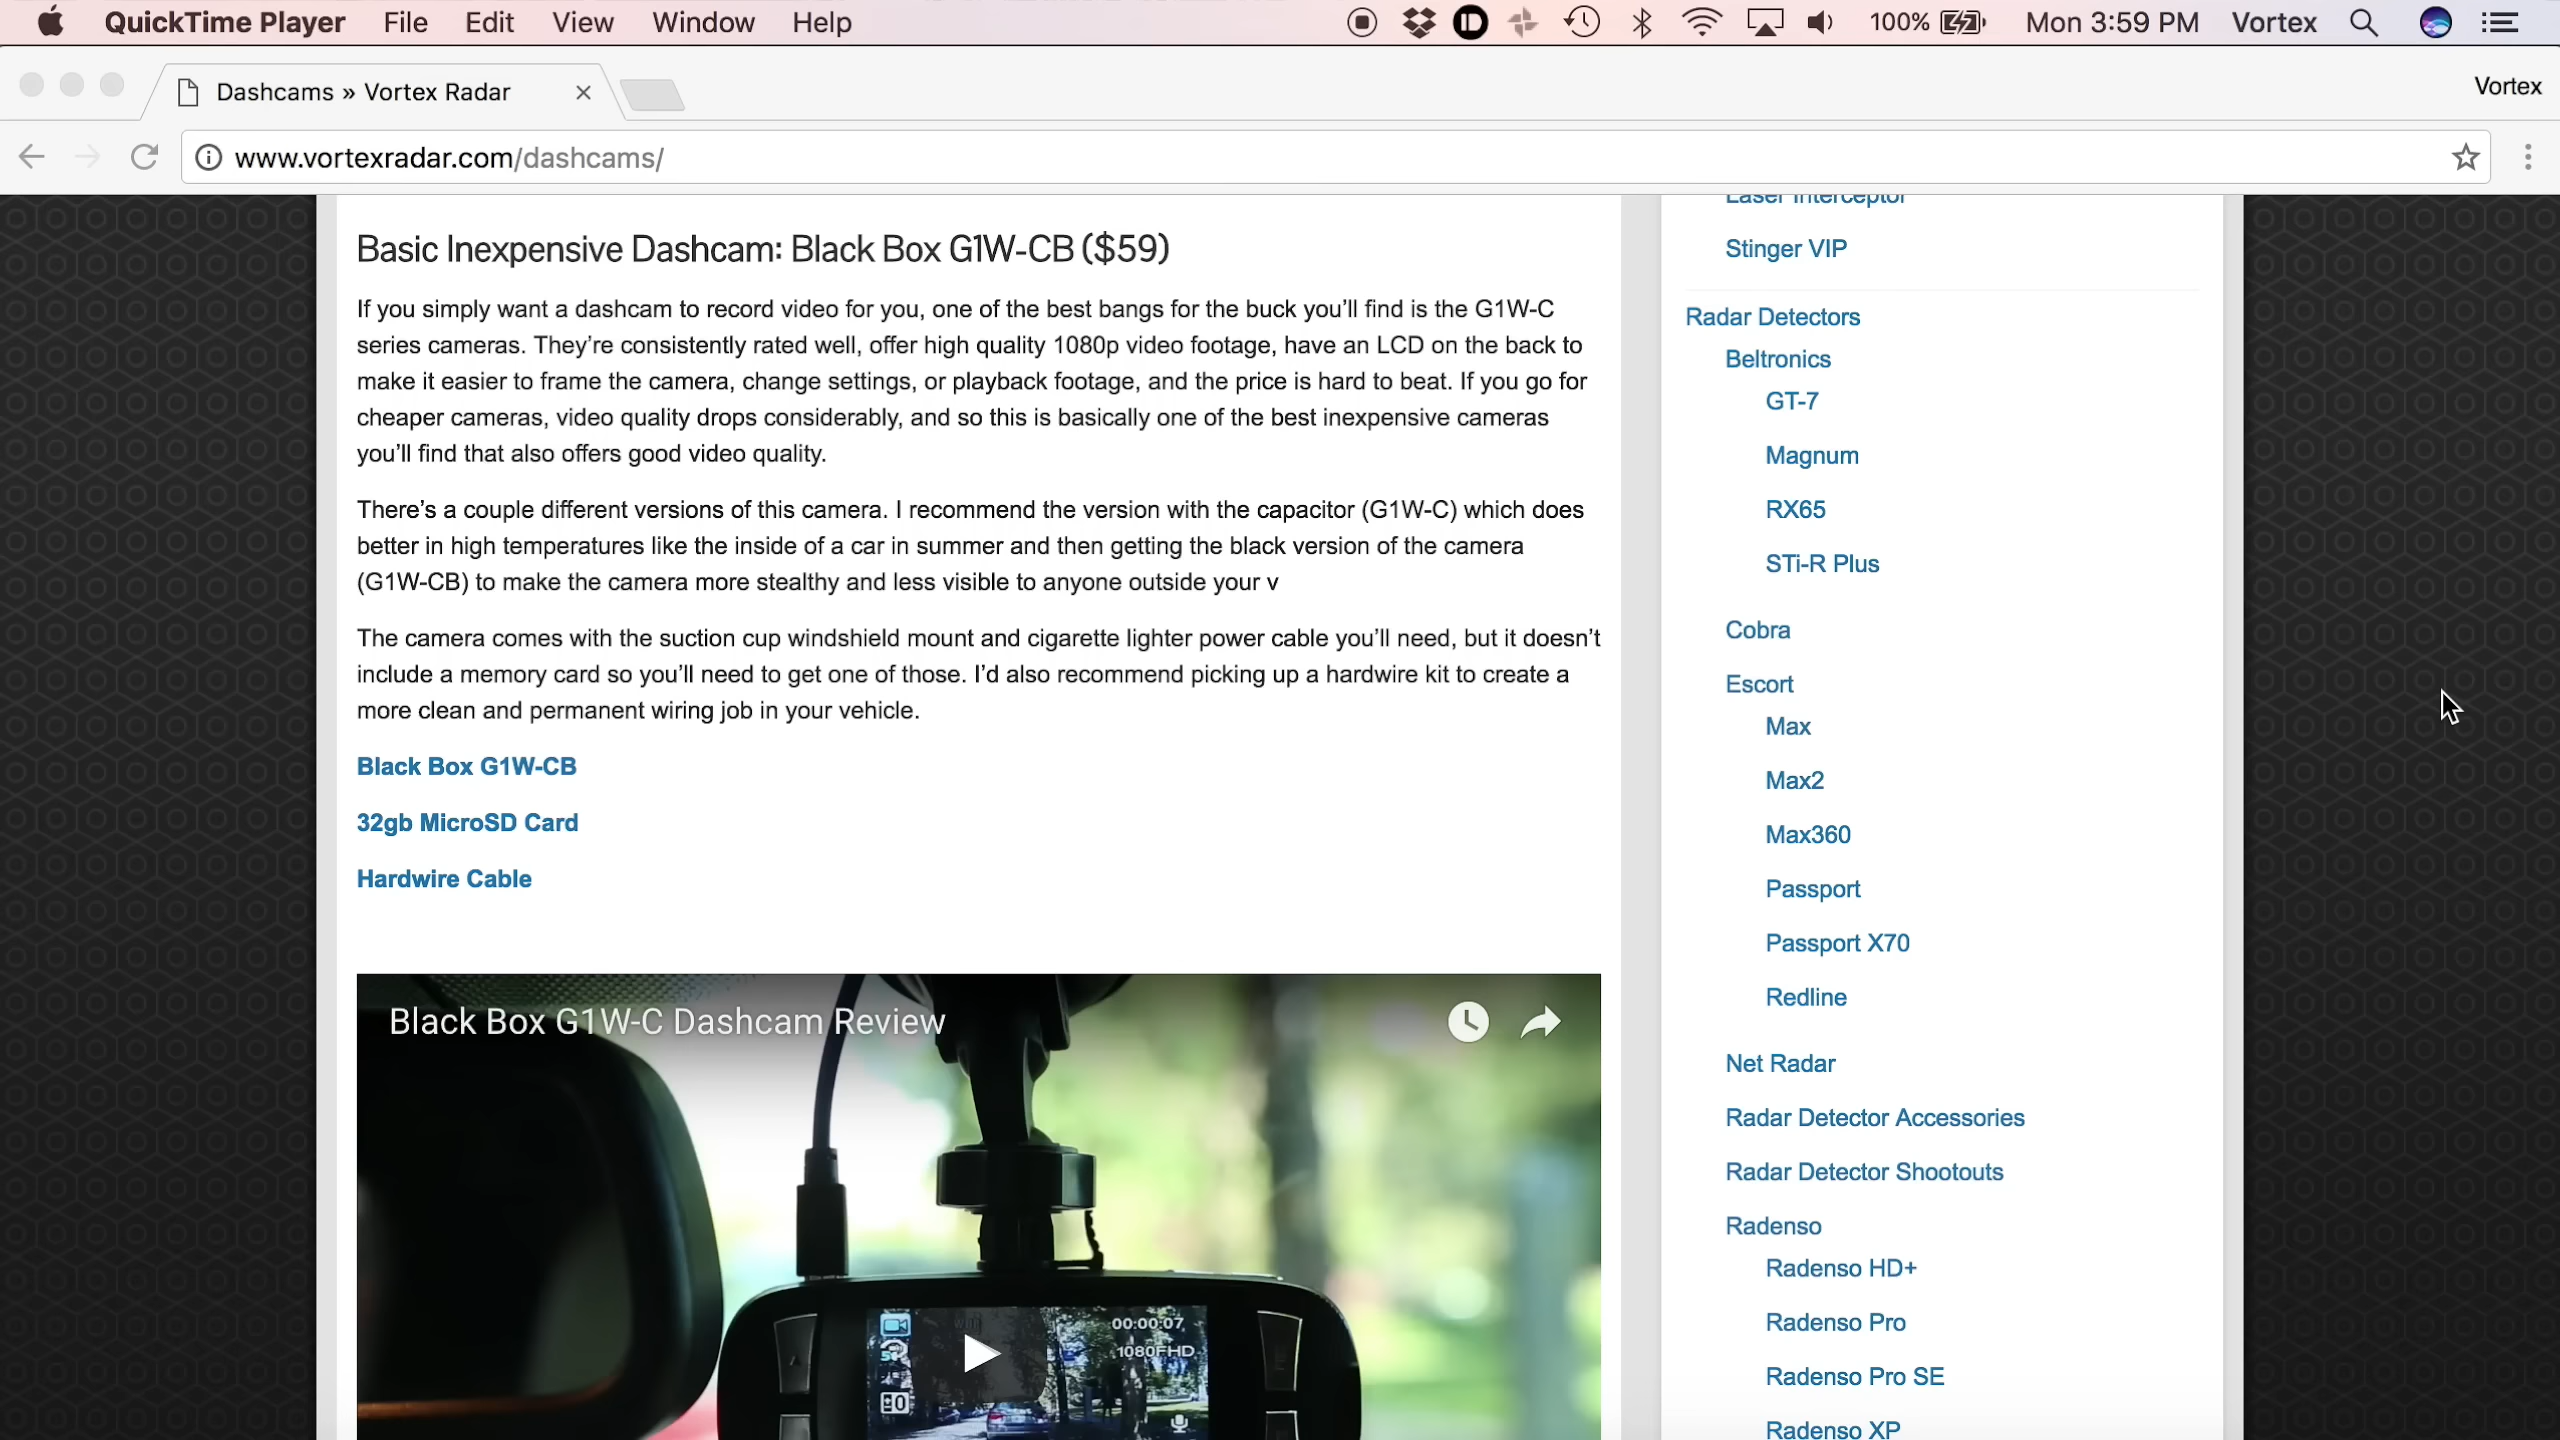 QuickTime Player File Edit View Window Help 100% Mon 3:59 PM Vortex
Dashcams » Vortex Radar
Vortex
www.vortexradar.com/dashcams/
Basic Inexpensive Dashcam: Black Box G1W-CB ($59)
If you simply want a dashcam to record video for you, one of the best bangs for the buck you'll find is the G1W-C
series cameras. They're consistently rated well, offer high quality 1080p video footage, have an LCD on the back to
make it easier to frame the camera, change settings, or playback footage, and the price is hard to beat. If you go for
cheaper cameras, video quality drops considerably, and so this is basically one of the best inexpensive cameras
you'll find that also offers good video quality.
There's a couple different versions of this camera. I recommend the version with the capacitor (G1W-C) which does
better in high temperatures like the inside of a car in summer and then getting the black version of the camera
(G1W-CB) to make the camera more stealthy and less visible to anyone outside your v
The camera comes with the suction cup windshield mount and cigarette lighter power cable you'll need, but it doesn't
include a memory card so you'll need to get one of those. I'd also recommend picking up a hardwire kit to create a
more clean and permanent wiring job in your vehicle.
Black Box G1W-CB
32gb MicroSD Card
Hardwire Cable
Black Box G1W-C Dashcam Review
00:00:07
1080FHD
Laser Interceptor
Stinger VIP
Radar Detectors
Beltronics
GT-7
Magnum
RX65
STi-R Plus
Cobra
Escort
Max
Max2
Max360
Passport
Passport X70
Redline
Net Radar
Radar Detector Accessories
Radar Detector Shootouts
Radenso
Radenso HD+
Radenso Pro
Radenso Pro SE
Radenso XP